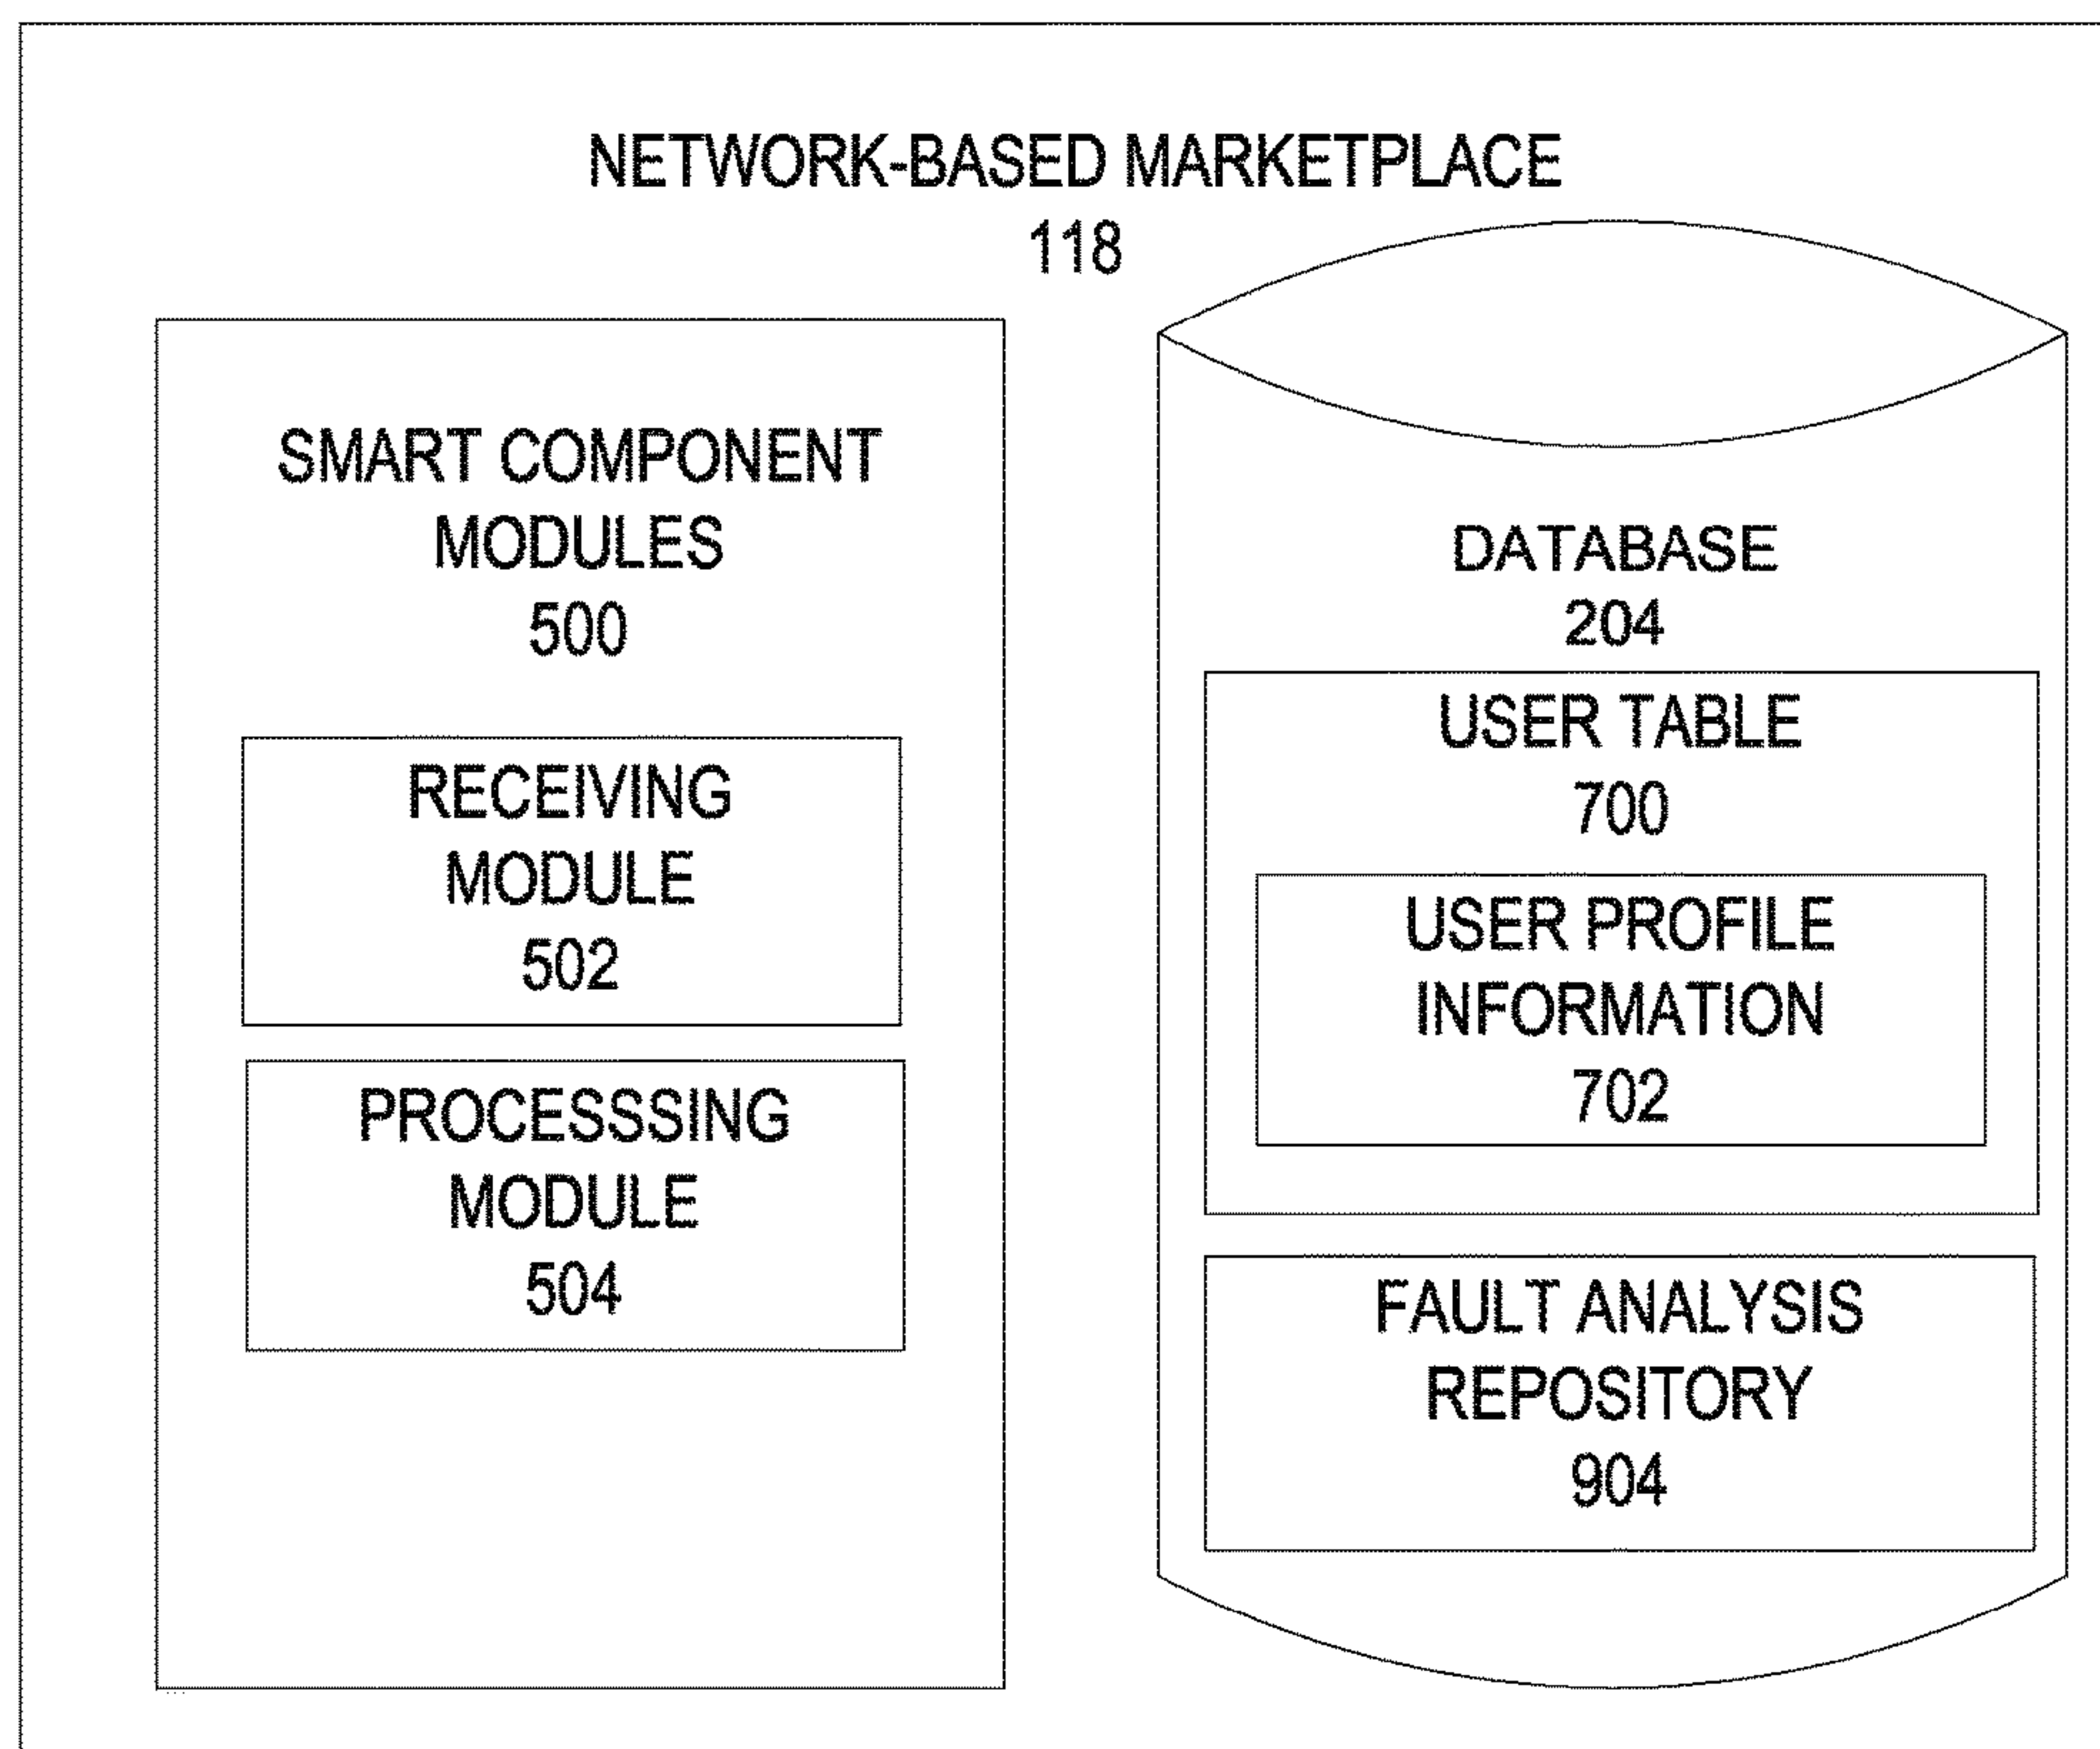 NETWORK-BASED MARKETPLACE
118
SMART COMPONENT
MODULES
500
RECEIVING
MODULE
502
PROCESSSING
MODULE
504
DATABASE
204
USER TABLE
700
USER PROFILE
INFORMATION
702
FAULT ANALYSIS
REPOSITORY
904